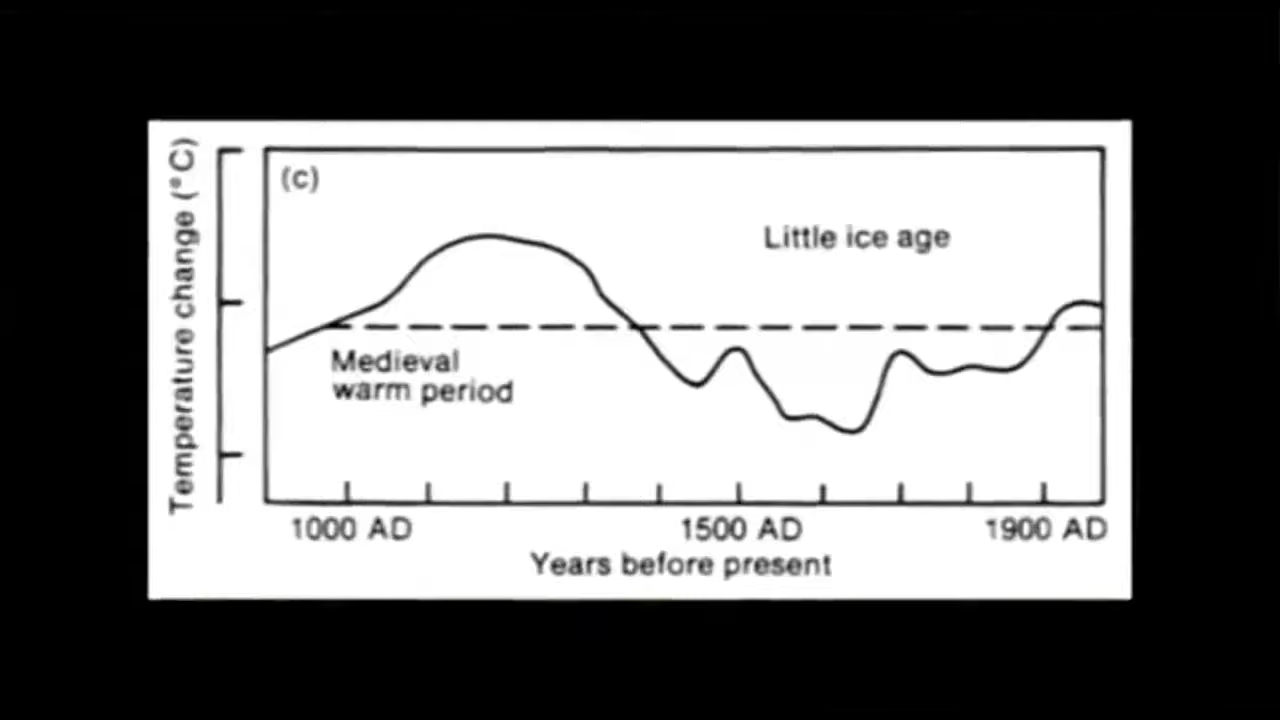 Temperature change (°C)
(c)
Little ice age
Medieval
warm period
1000 AD
1500 AD
1900 AD
Years before present